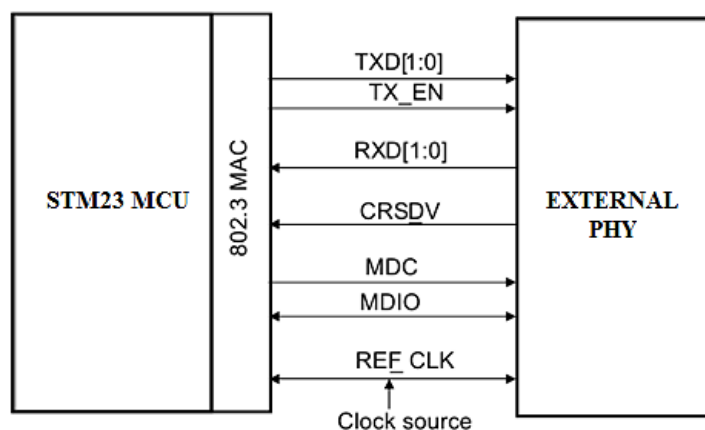 STM23 MCU
802.3 MAC
TXD[1:0]
TX_EN
RXD[1:0]
CRSDV
MDC
MDIO
REF_CLK
Clock source
EXTERNAL
PHY